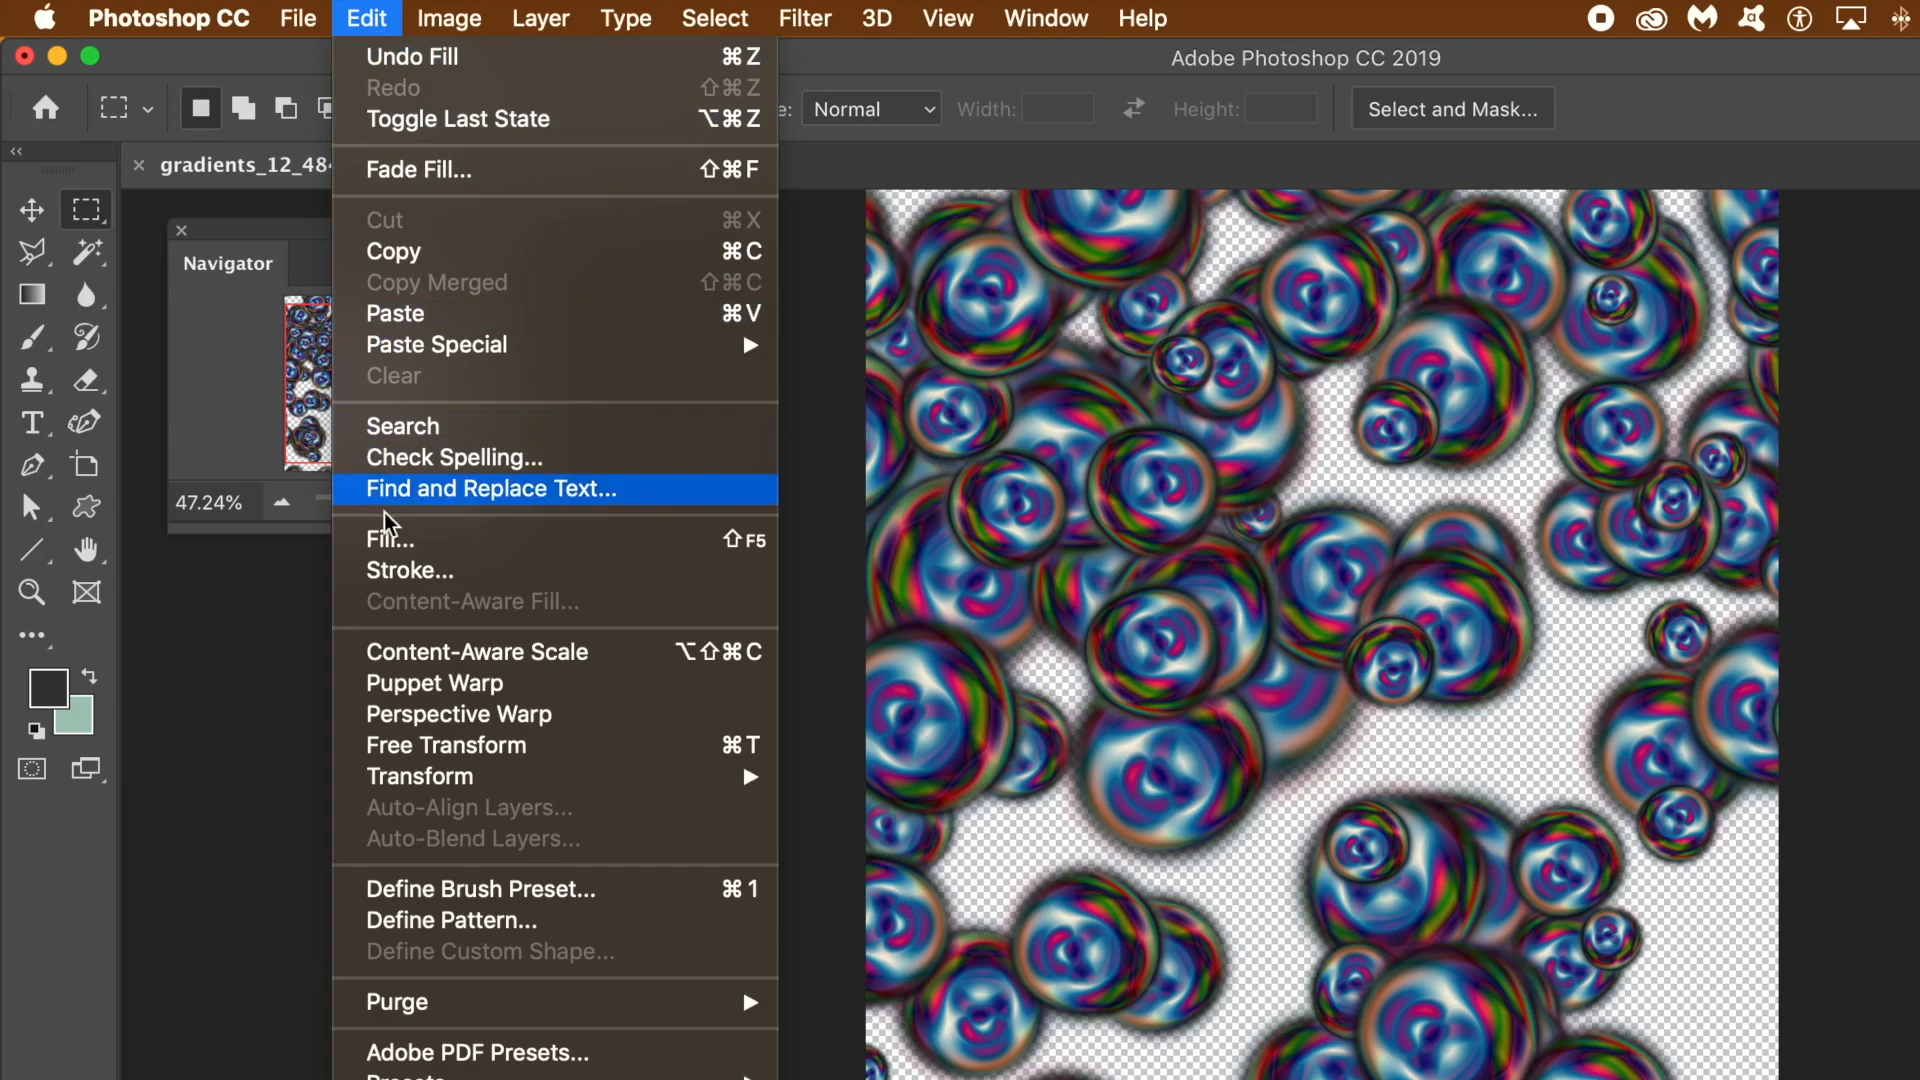 Photoshop CC File Edit Image Layer Type Select Filter 3D View Window Help
Adobe Photoshop CC 2019
Normal Width: Height: Select and Mask...
gradients_12_484
Navigator
47.24%
Undo Fill ⌘Z
Redo ⇧⌘Z
Toggle Last State ⌥⌘Z
Fade Fill... ⇧⌘F
Cut ⌘X
Copy ⌘C
Copy Merged ⇧⌘C
Paste ⌘V
Paste Special
Clear
Search
Check Spelling...
Find and Replace Text...
Fill... ⇧F5
Stroke...
Content-Aware Fill...
Content-Aware Scale ⌥⇧⌘C
Puppet Warp
Perspective Warp
Free Transform ⌘T
Transform
Auto-Align Layers...
Auto-Blend Layers...
Define Brush Preset... ⌘1
Define Pattern...
Define Custom Shape...
Purge
Adobe PDF Presets...